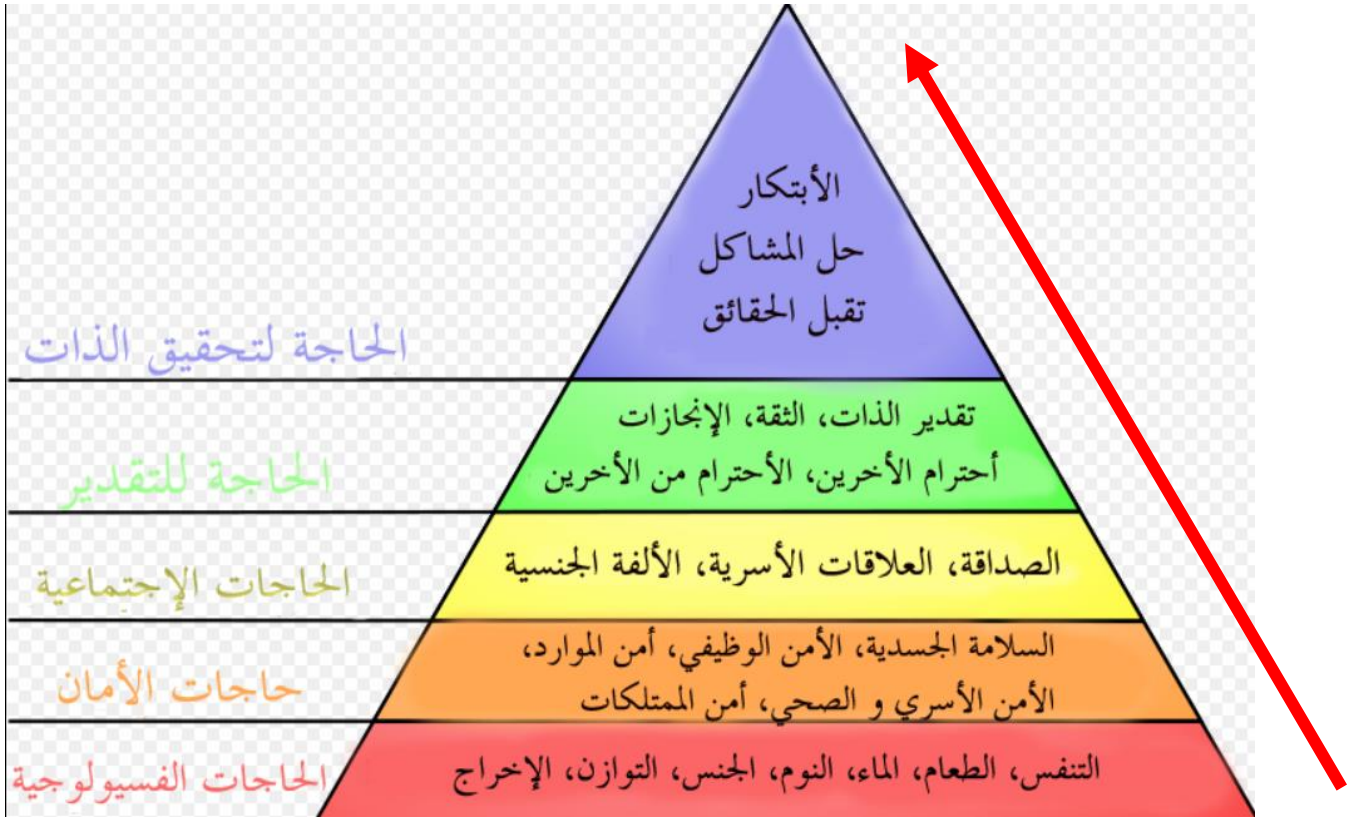 الأبتكار
حل المشاكل
تقبل الحقائق
الحاجة لتحقيق الذات
تقدير الذات، الثقة، الإنجازات
أحترام الأخرين، الأحترام من الأخرين
الحاجة للتقدير
الصداقة، العلاقات الأسرية، الألفة الجنسية
الحاجات الإجتماعية
السلامة الجسدية، الأمن الوظيفي، أمن الموارد،
الأمن الأسري و الصحي، أمن الممتلكات
حاجات الأمان
التنفس، الطعام، الماء، النوم، الجنس، التوازن، الإخراج
الحاجات الفسيولوجية